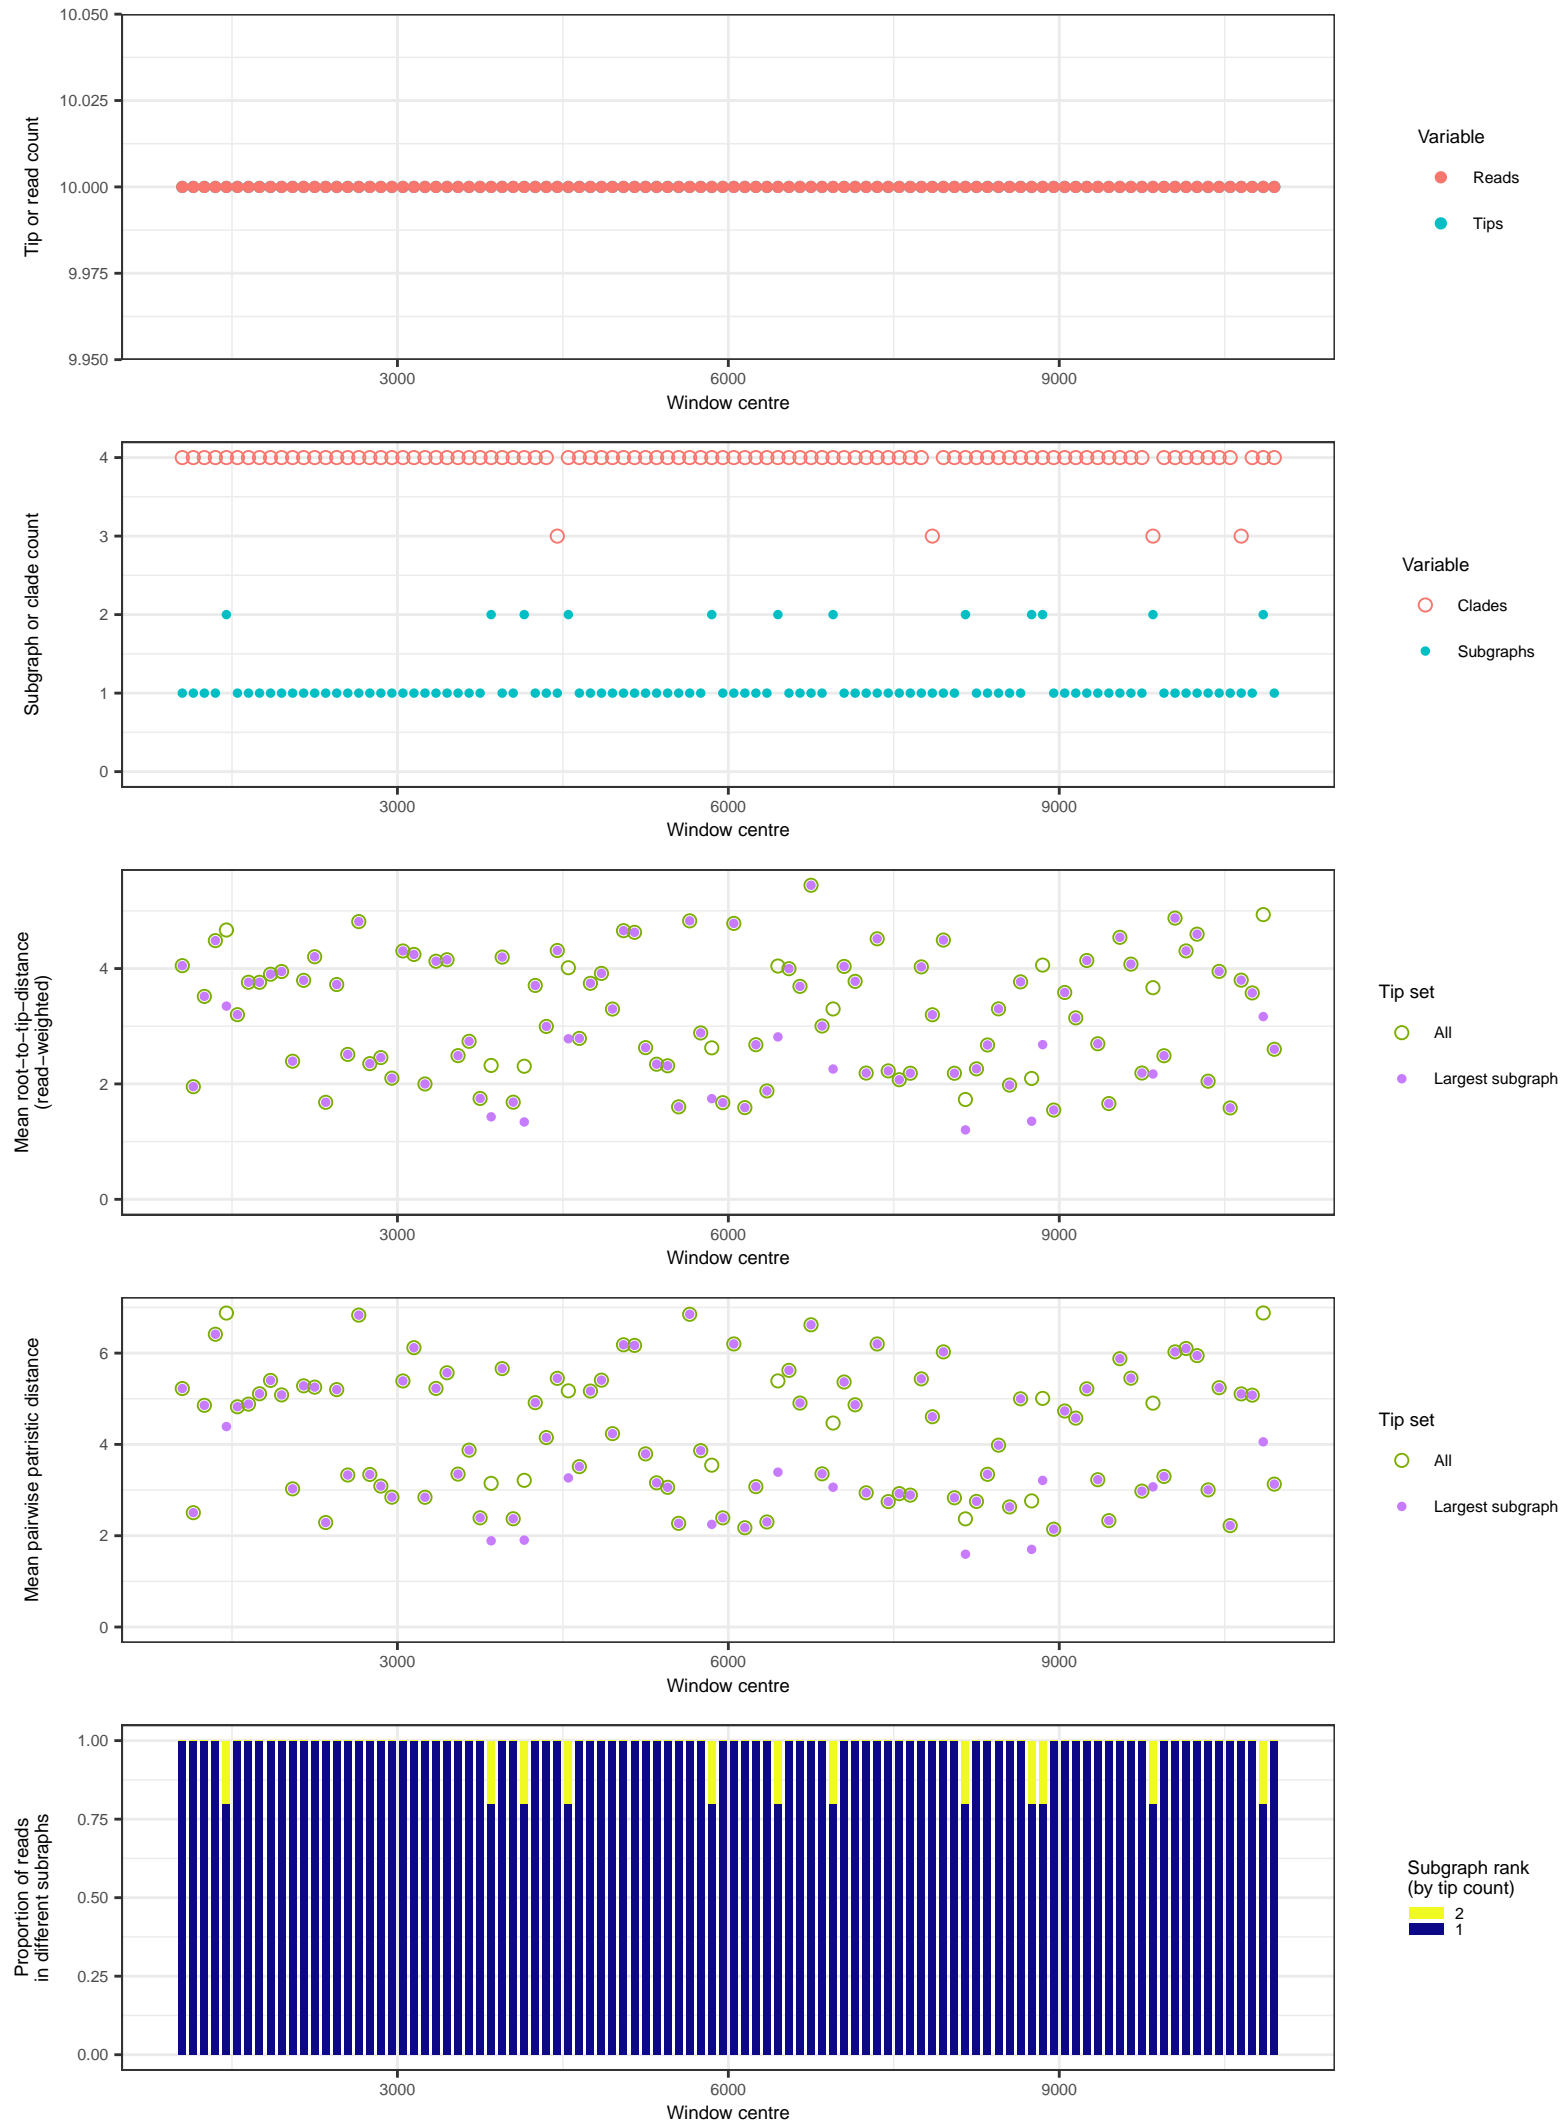 10.050
10.025
10.000
9.975
9.950
Tip or read count
3000 6000 9000
Window centre
Variable
Reads
Tips
4
3
2
1
0
Subgraph or clade count
3000 6000 9000
Window centre
Variable
Clades
Subgraphs
4
2
0
Mean root–to–tip–distance
(read–weighted)
3000 6000 9000
Window centre
Tip set
All
Largest subgraph
6
4
2
0
Mean pairwise patristic distance
3000 6000 9000
Window centre
Tip set
All
Largest subgraph
1.00
0.75
0.50
0.25
0.00
Proportion of reads
in different subraphs
3000 6000 9000
Window centre
Subgraph rank
(by tip count)
2
1